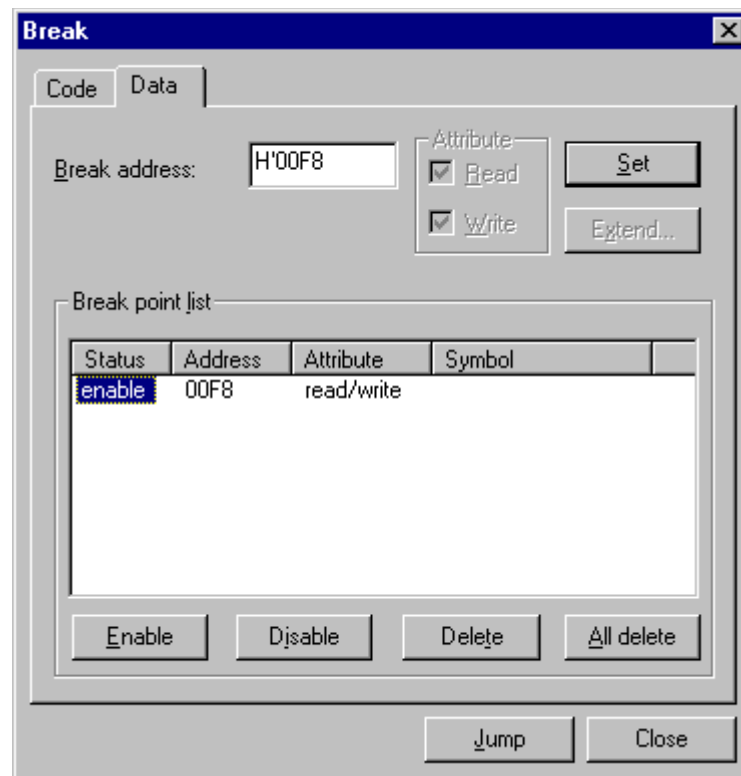 Break
Code Data
Break address: H'00F8 Attribute Read Write Set Extend...
Break point list
Status Address Attribute Symbol
enable 00F8 read/write
Enable Disable Delete All delete
Jump Close